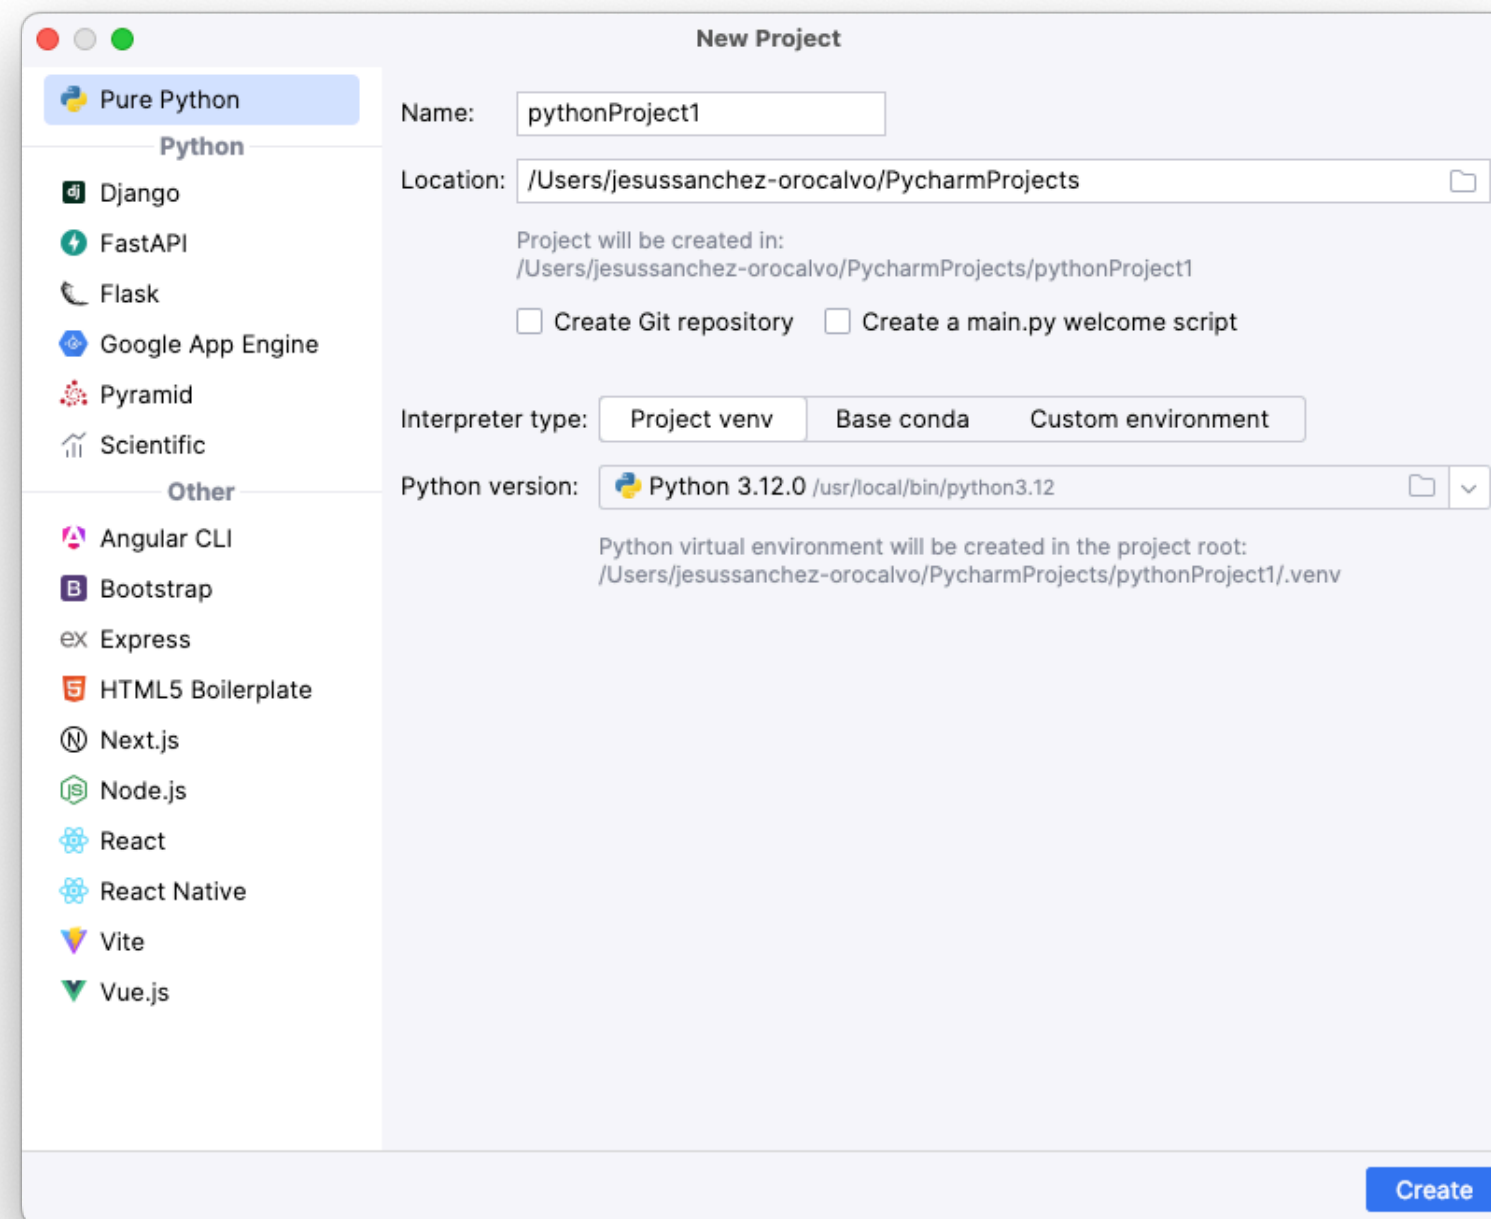 New Project
Pure Python
Python
Django
FastAPI
Flask
Google App Engine
Pyramid
Scientific
Other
Angular CLI
Bootstrap
Express
HTML5 Boilerplate
Next.js
Node.js
React
React Native
Vite
Vue.js
Name: pythonProject1
Location: /Users/jesussanchez-orocalvo/PycharmProjects
Project will be created in:
/Users/jesussanchez-orocalvo/PycharmProjects/pythonProject1
Create Git repository Create a main.py welcome script
Interpreter type: Project venv Base conda Custom environment
Python version: Python 3.12.0 /usr/local/bin/python3.12
Python virtual environment will be created in the project root:
/Users/jesussanchez-orocalvo/PycharmProjects/pythonProject1/.venv
Create